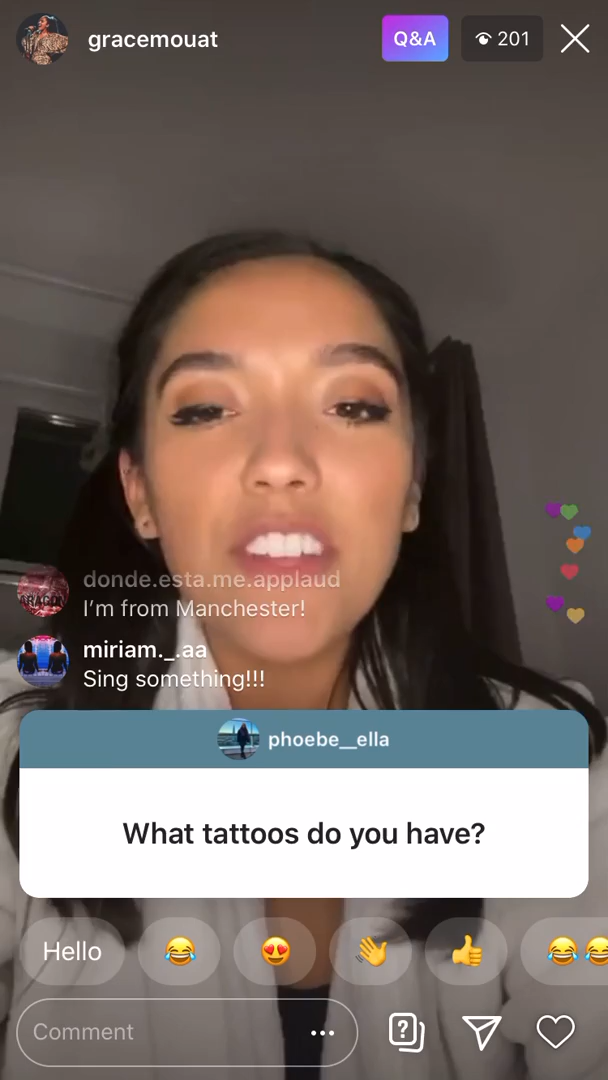 gracemouat
Q&A
201
donde.esta.me.applaud
I'm from Manchester!
miriam._.aa
Sing something!!!
phoebe__ella
What tattoos do you have?
Hello
Comment